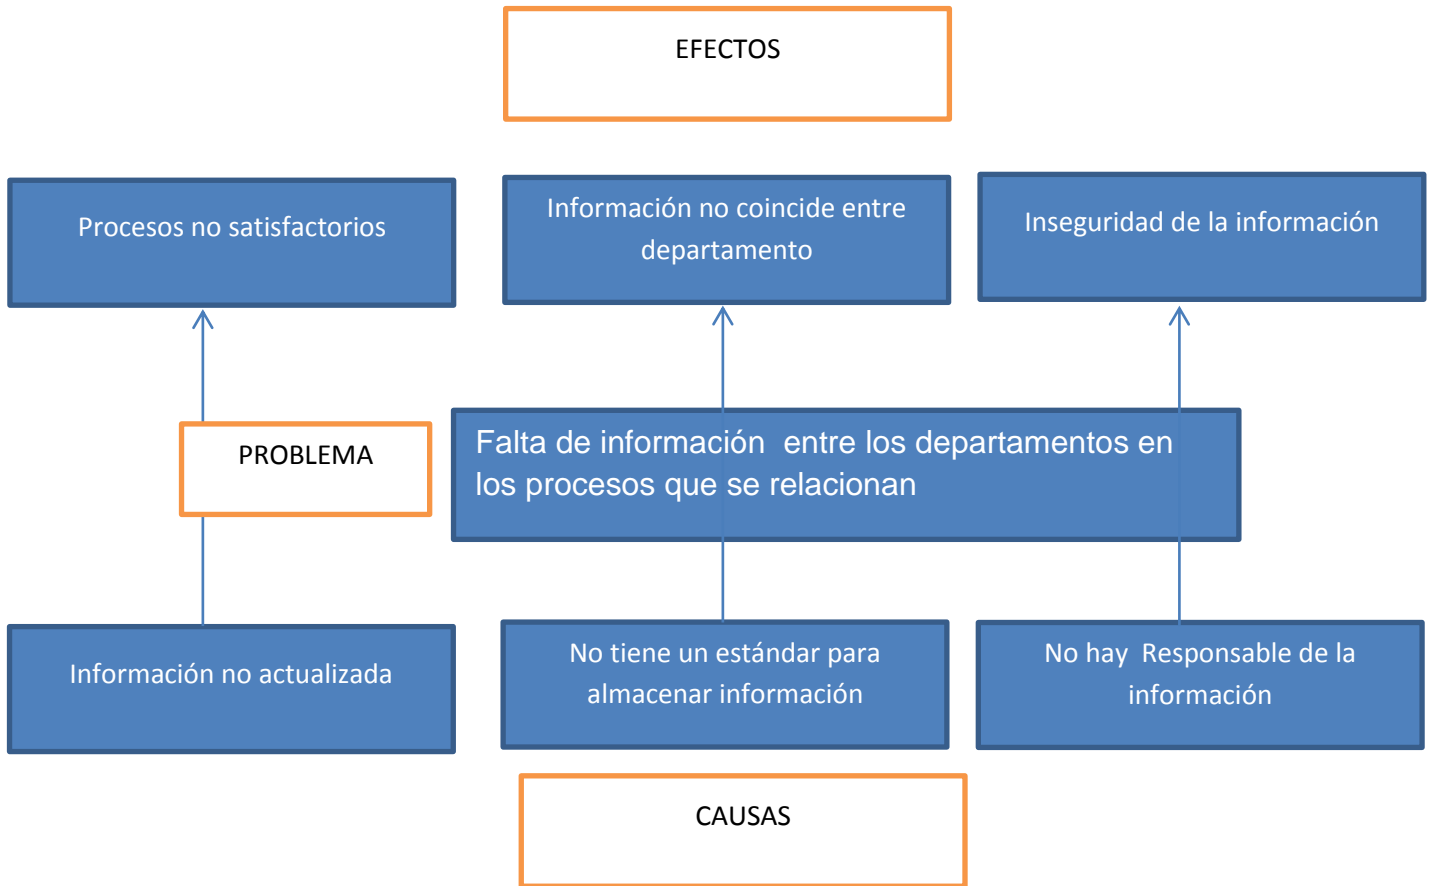 EFECTOS
Procesos no satisfactorios
Información no coincide entre
departamento
Inseguridad de la información
PROBLEMA
Falta de información  entre los departamentos en
los procesos que se relacionan
Información no actualizada
No tiene un estándar para
almacenar información
No hay  Responsable de la
información
CAUSAS